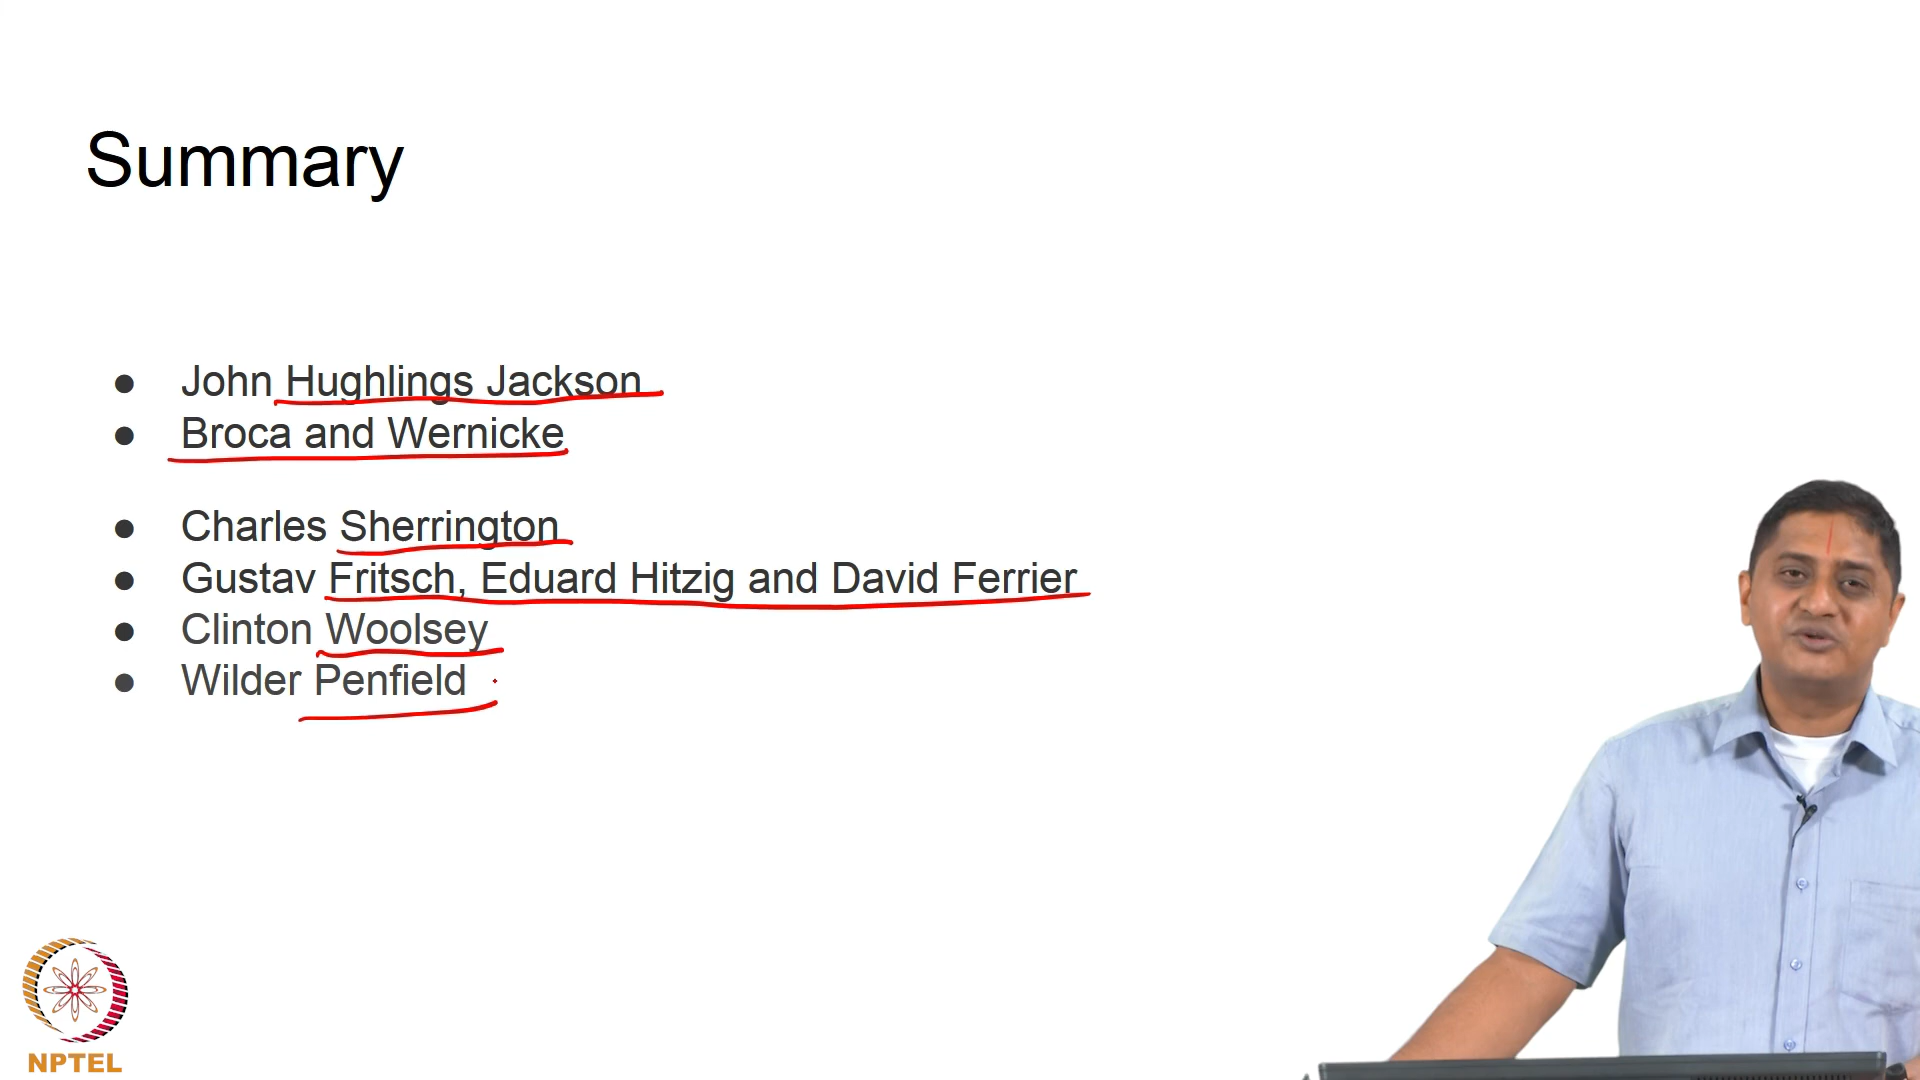 Summary
● John Hughlings Jackson
● Broca and Wernicke
● Charles Sherrington
● Gustav Fritsch, Eduard Hitzig and David Ferrier
● Clinton Woolsey
● Wilder Penfield
NPTEL